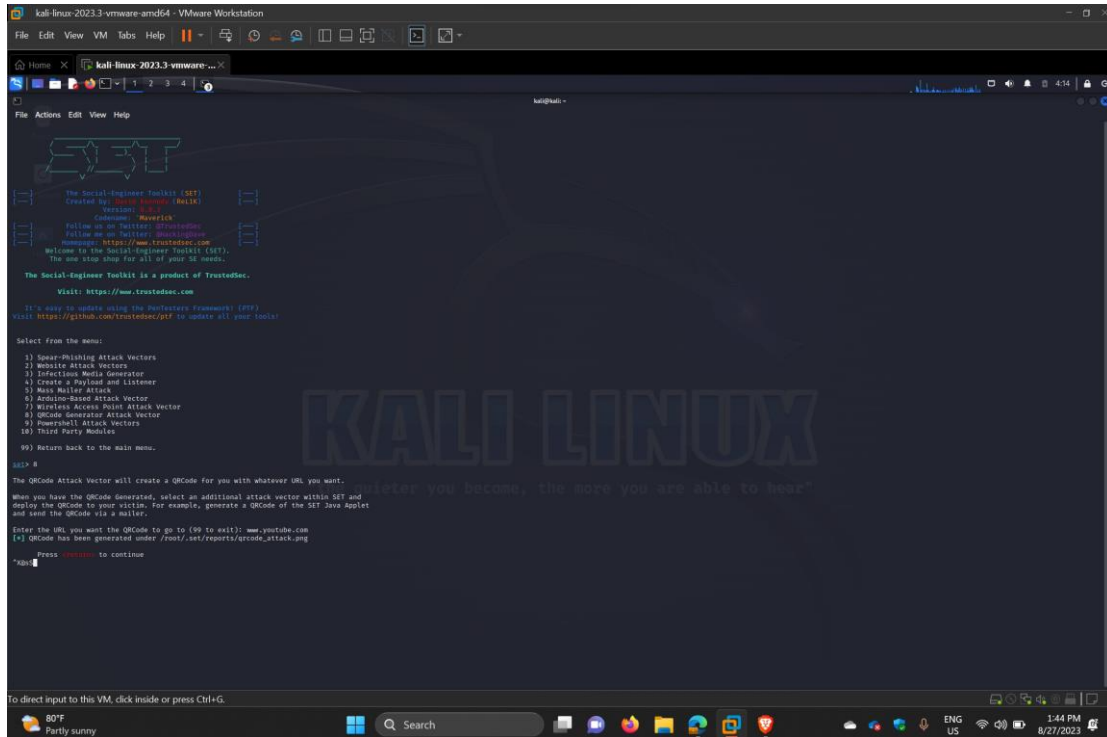 kali-linux-2023.3-vmware-amd64 - VMware Workstation
File Edit View VM Tabs Help
Home kali-linux-2023.3-vmware-...
1 2 3 4 4:14
kali@kali: ~
File Actions Edit View Help
The Social-Engineer Toolkit (SET)
Created by: (ReL1K)
Version:
Codename: 'Maverick'
Follow us on Twitter: @TrustedSec
Follow me on Twitter: @HackingDave
Homepage: https://www.trustedsec.com
Welcome to the Social-Engineer Toolkit (SET).
The one stop shop for all of your SE needs.
The Social-Engineer Toolkit is a product of TrustedSec.
Visit: https://www.trustedsec.com
It's easy to update using the PenTesters Framework! (PTF)
Visit https://github.com/trustedsec/ptf to update all your tools!
Select from the menu:
1) Spear-Phishing Attack Vectors
2) Website Attack Vectors
3) Infectious Media Generator
4) Create a Payload and Listener
5) Mass Mailer Attack
6) Arduino-Based Attack Vector
7) Wireless Access Point Attack Vector
8) QRCode Generator Attack Vector
9) Powershell Attack Vectors
10) Third Party Modules
99) Return back to the main menu.
set> 8
The QRCode Attack Vector will create a QRCode for you with whatever URL you want.
When you have the QRCode Generated, select an additional attack vector within SET and
deploy the QRCode to your victim. For example, generate a QRCode of the SET Java Applet
and send the QRCode via a mailer.
Enter the URL you want the QRCode to go to (99 to exit): www.youtube.com
[*] QRCode has been generated under /root/.set/reports/qrcode_attack.png
Press <return> to continue
KALI LINUX
quieter you become, the more you are able to hear"
To direct input to this VM, click inside or press Ctrl+G.
80°F
Partly sunny
Search
ENG
US
1:44 PM
8/27/2023